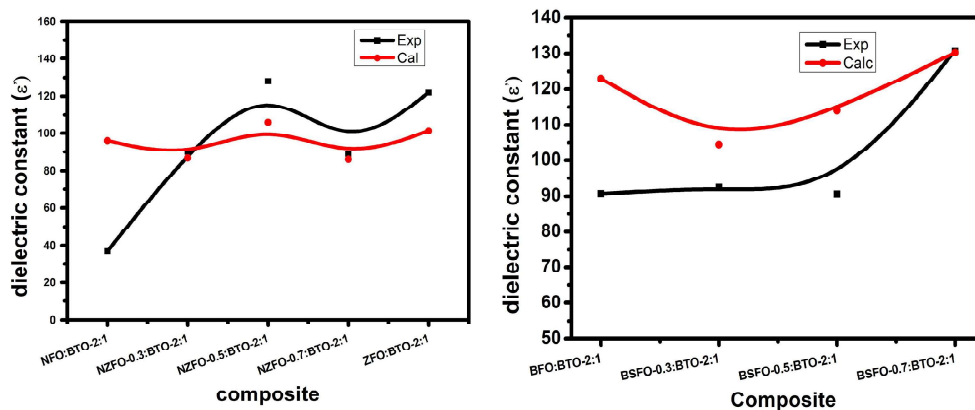 160
140
120
100
80
60
40
20
0
dielectric constant (ε')
Exp
Cal
NFO:BTO-2:1
NZFO-0.3:BTO-2:1
NZFO-0.5:BTO-2:1
NZFO-0.7:BTO-2:1
ZFO:BTO-2:1
composite
140
130
120
110
100
90
80
70
60
50
dielectric constant (ε')
Exp
Calc
BFO:BTO-2:1
BSFO-0.3:BTO-2:1
BSFO-0.5:BTO-2:1
BSFO-0.7:BTO-2:1
Composite